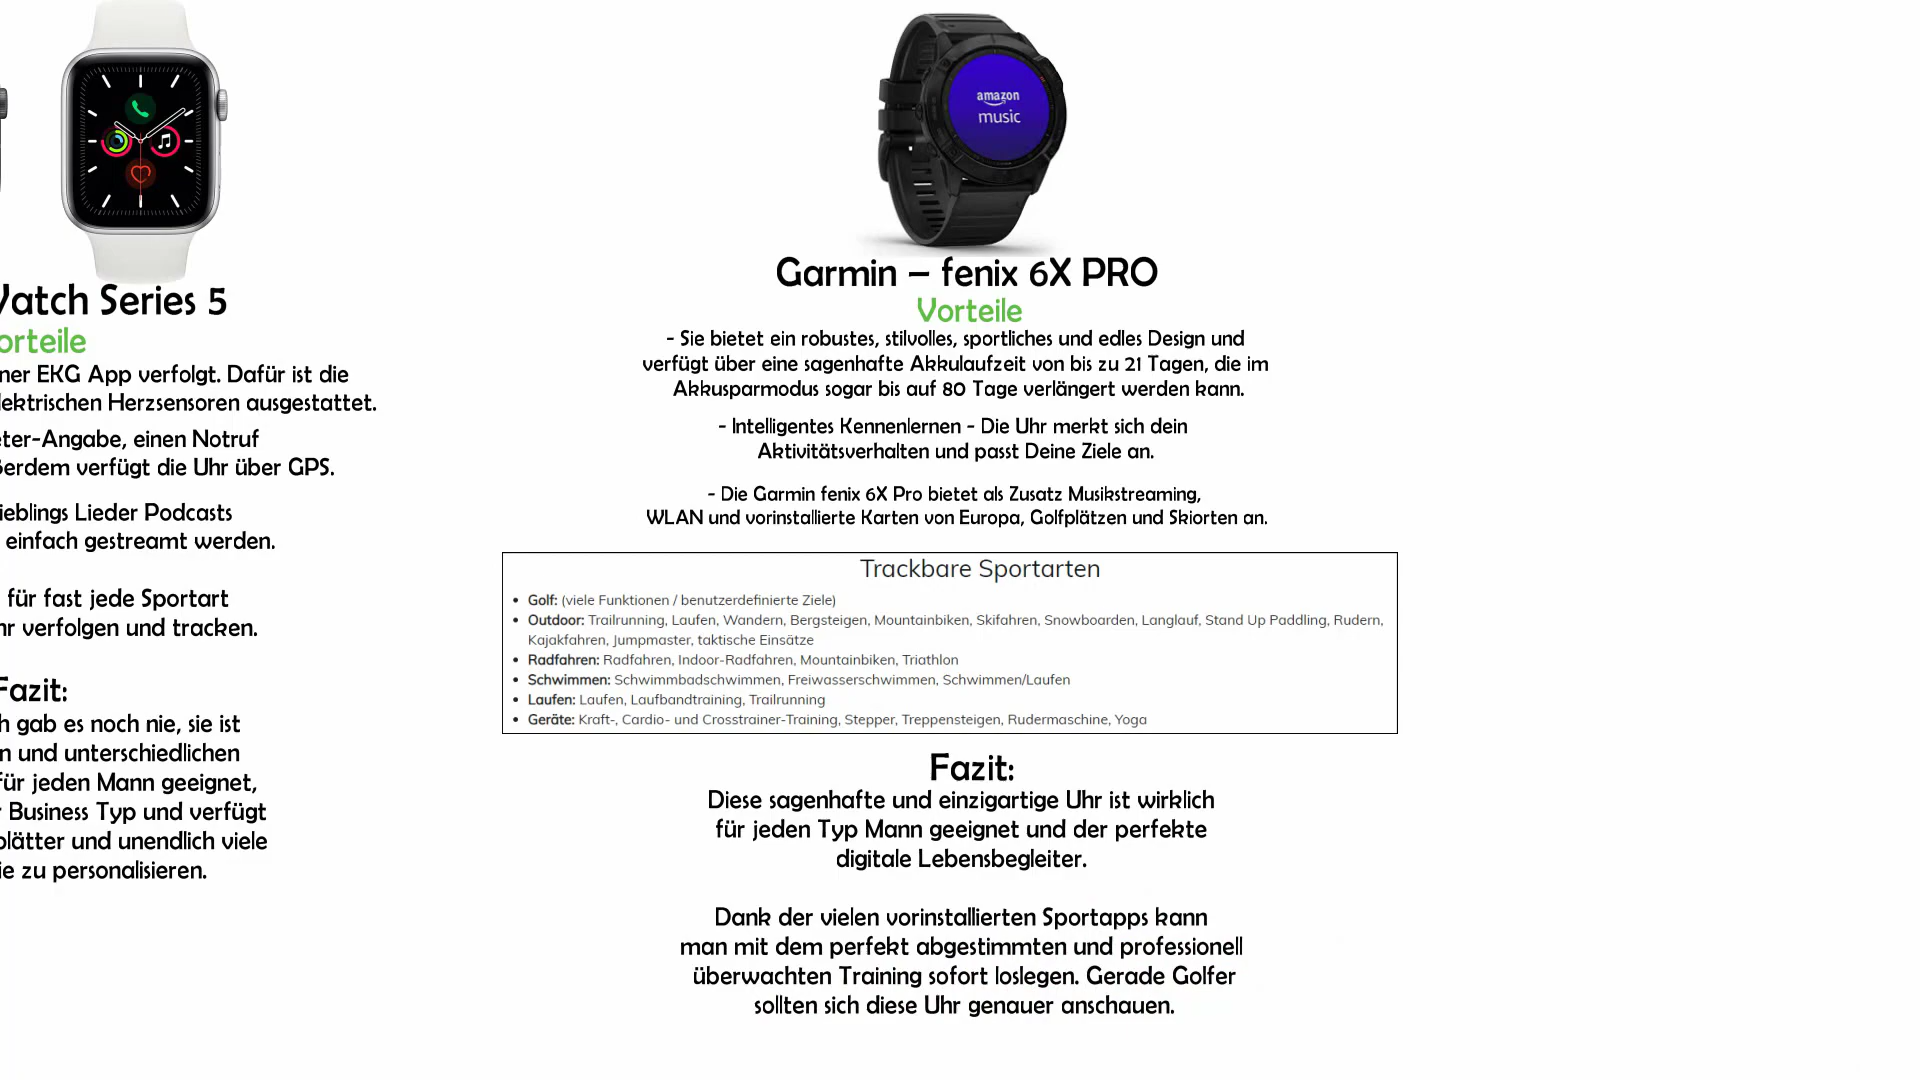 Watch Series 5
Vorteile
ner EKG App verfolgt. Dafür ist die
lektrischen Herzsensoren ausgestattet.
eter-Angabe, einen Notruf
ßerdem verfügt die Uhr über GPS.
ieblings Lieder Podcasts
einfach gestreamt werden.
für fast jede Sportart
hr verfolgen und tracken.
Fazit:
h gab es noch nie, sie ist
n und unterschiedlichen
für jeden Mann geeignet,
r Business Typ und verfügt
blätter und unendlich viele
ie zu personalisieren.
amazon
music
Garmin – fenix 6X PRO
Vorteile
- Sie bietet ein robustes, stilvolles, sportliches und edles Design und
verfügt über eine sagenhafte Akkulaufzeit von bis zu 21 Tagen, die im
Akkusparmodus sogar bis auf 80 Tage verlängert werden kann.
- Intelligentes Kennenlernen - Die Uhr merkt sich dein
Aktivitätsverhalten und passt Deine Ziele an.
- Die Garmin fenix 6X Pro bietet als Zusatz Musikstreaming,
WLAN und vorinstallierte Karten von Europa, Golfplätzen und Skiorten an.
Trackbare Sportarten
• Golf: (viele Funktionen / benutzerdefinierte Ziele)
• Outdoor: Trailrunning, Laufen, Wandern, Bergsteigen, Mountainbiken, Skifahren, Snowboarden, Langlauf, Stand Up Paddling, Rudern,
Kajakfahren, Jumpmaster, taktische Einsätze
• Radfahren: Radfahren, Indoor-Radfahren, Mountainbiken, Triathlon
• Schwimmen: Schwimmbadschwimmen, Freiwasserschwimmen, Schwimmen/Laufen
• Laufen: Laufen, Laufbandtraining, Trailrunning
• Geräte: Kraft-, Cardio- und Crosstrainer-Training, Stepper, Treppensteigen, Rudermaschine, Yoga
Fazit:
Diese sagenhafte und einzigartige Uhr ist wirklich
für jeden Typ Mann geeignet und der perfekte
digitale Lebensbegleiter.
Dank der vielen vorinstallierten Sportapps kann
man mit dem perfekt abgestimmten und professionell
überwachten Training sofort loslegen. Gerade Golfer
sollten sich diese Uhr genauer anschauen.